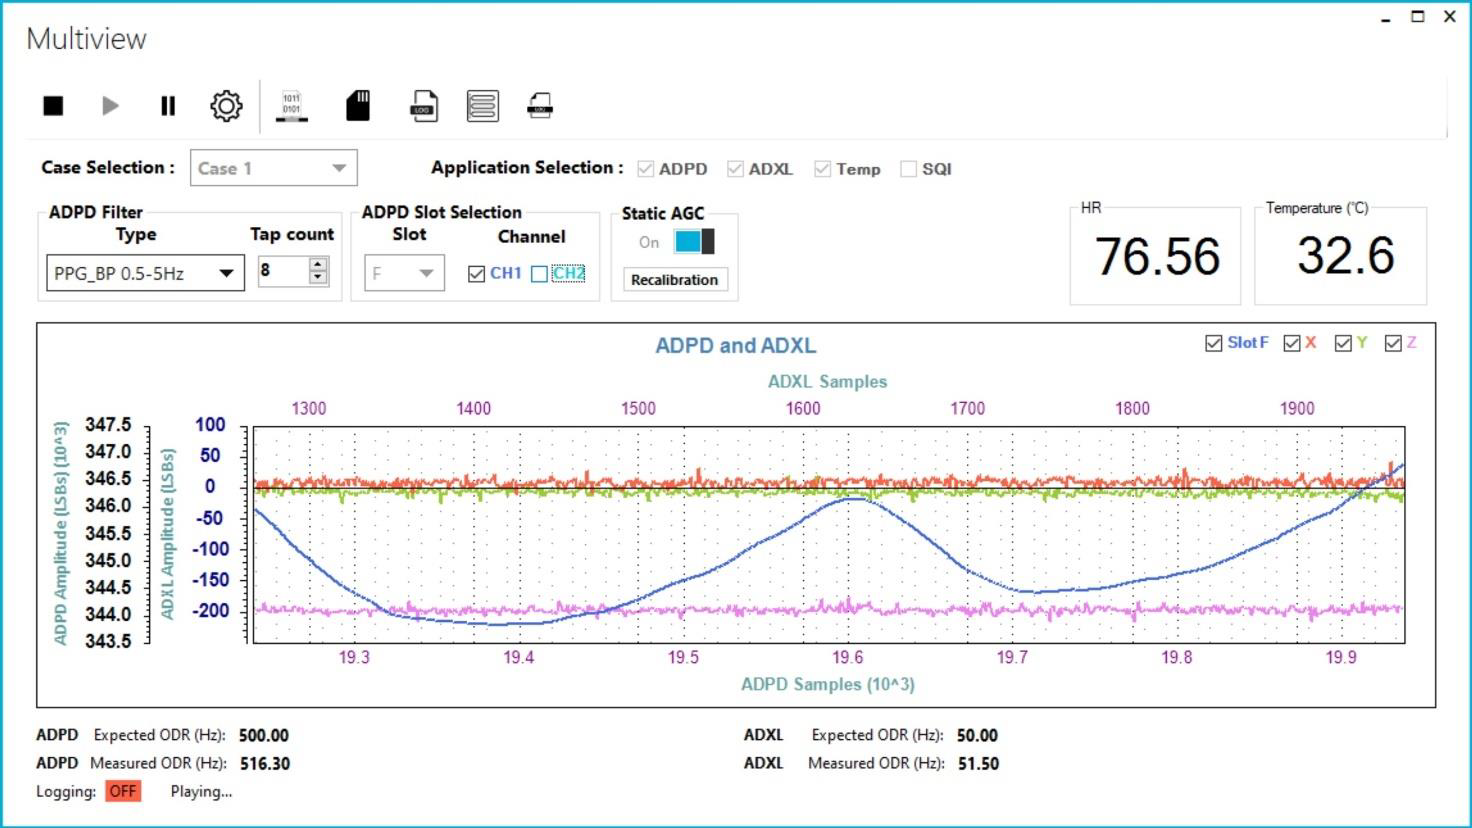 Multiview
1011
0101
LOG
LOG
Case Selection : Case 1 Application Selection : ADPD ADXL Temp SQI
ADPD Filter ADPD Slot Selection Static AGC HR Temperature (°C)
Type Tap count Slot Channel On 76.56 32.6
PPG_BP 0.5-5Hz 8 F CH1 CH2 Recalibration
ADPD and ADXL Slot F X Y Z
ADXL Samples
1300 1400 1500 1600 1700 1800 1900
ADPD Amplitude (LSBs) (10^3)
347.5
347.0
346.5
346.0
345.5
345.0
344.5
344.0
343.5
ADXL Amplitude (LSBs)
100
50
0
-50
-100
-150
-200
19.3 19.4 19.5 19.6 19.7 19.8 19.9
ADPD Samples (10^3)
ADPD Expected ODR (Hz): 500.00 ADXL Expected ODR (Hz): 50.00
ADPD Measured ODR (Hz): 516.30 ADXL Measured ODR (Hz): 51.50
Logging: OFF Playing...